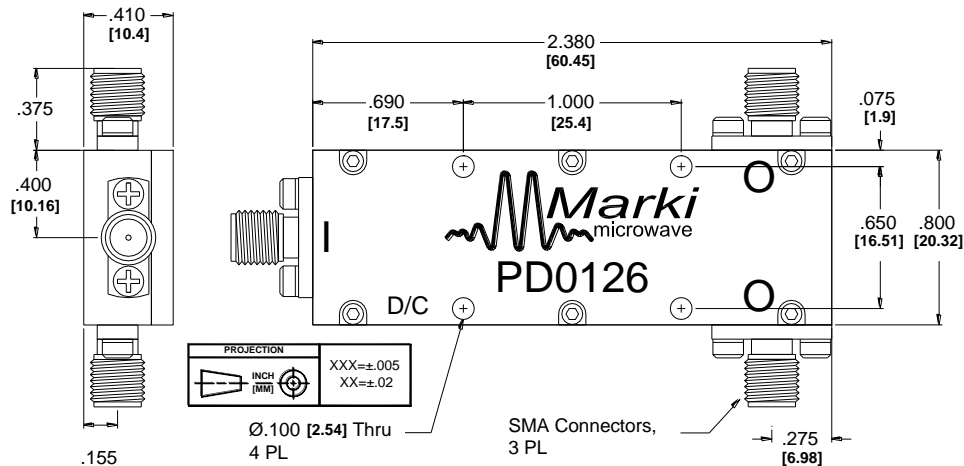 .410
[10.4]
2.380
[60.45]
.375
.690
[17.5]
1.000
[25.4]
.075
[1.9]
.400
[10.16]
O
Marki
microwave
I
.650
[16.51]
.800
[20.32]
PD0126
O
D/C
PROJECTION
INCH
[MM]
XXX=±.005
XX=±.02
Ø.100 [2.54] Thru
4 PL
SMA Connectors,
3 PL
.275
[6.98]
.155